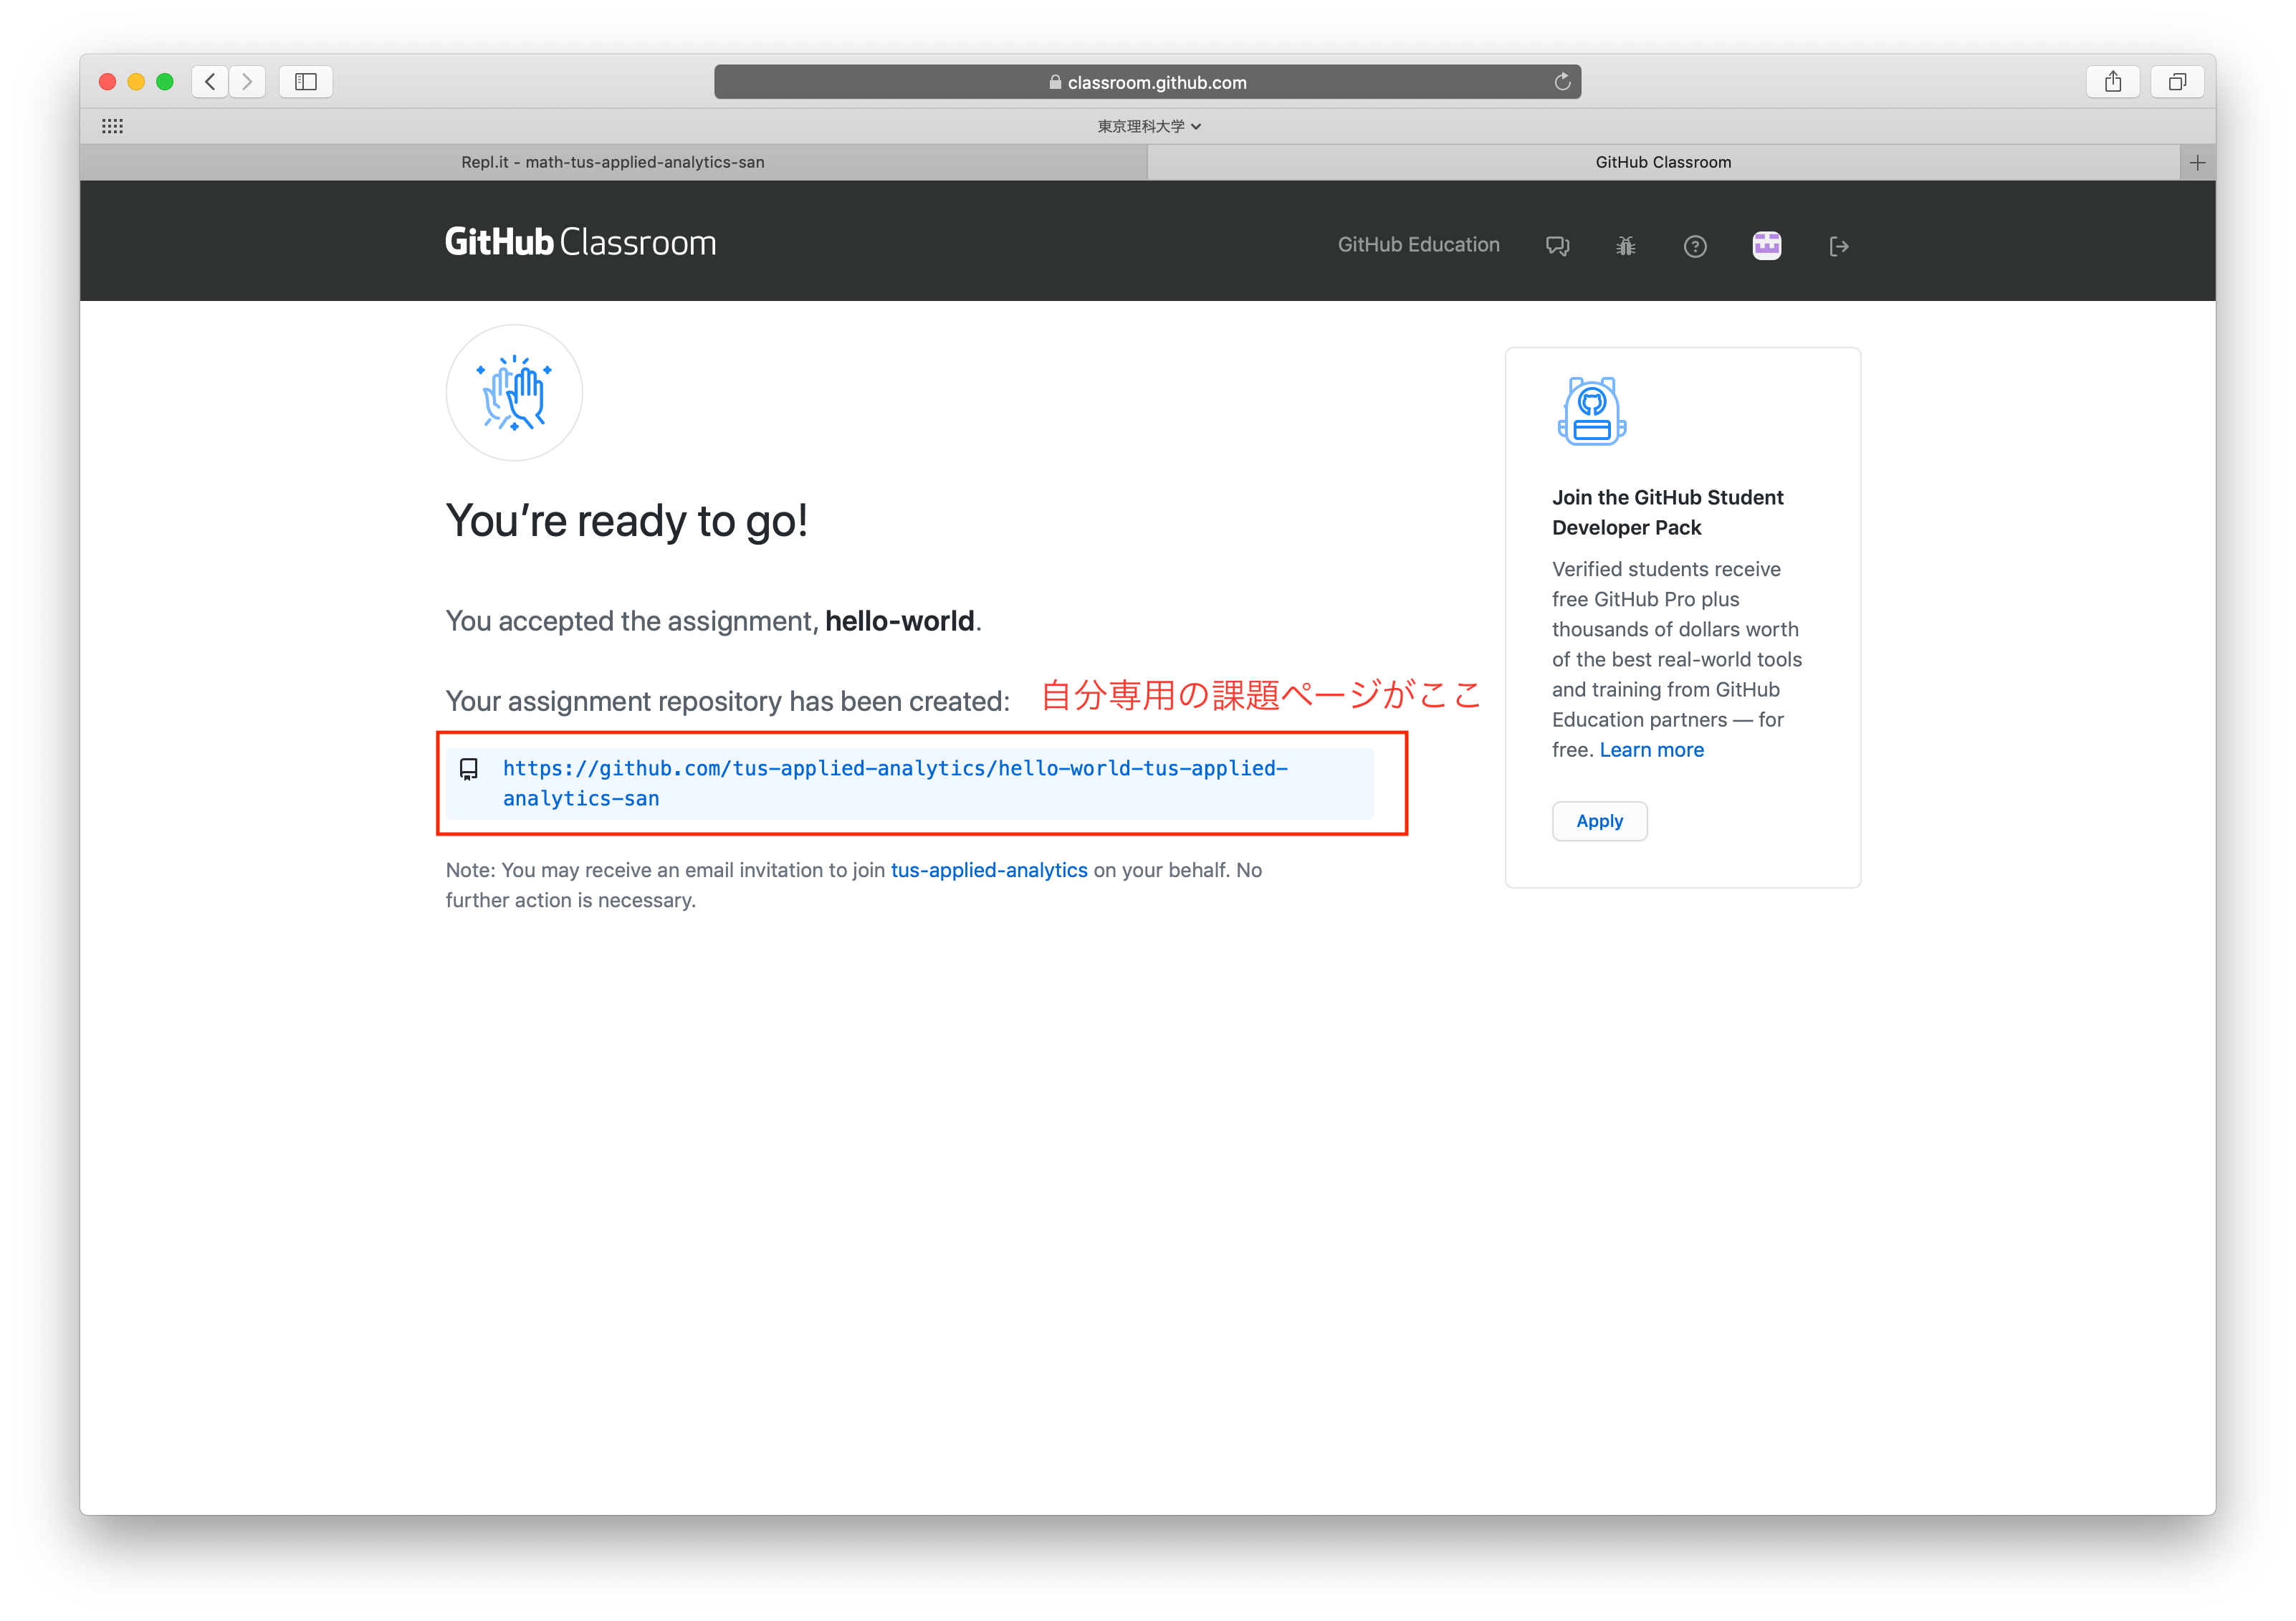 classroom.github.com
東京理科大学
Repl.it - math-tus-applied-analytics-san
GitHub Classroom
GitHub Classroom
GitHub Education
You’re ready to go!
You accepted the assignment, hello-world.
Your assignment repository has been created:
自分専用の課題ページがここ
https://github.com/tus-applied-analytics/hello-world-tus-applied-
analytics-san
Note: You may receive an email invitation to join tus-applied-analytics on your behalf. No
further action is necessary.
Join the GitHub Student
Developer Pack
Verified students receive
free GitHub Pro plus
thousands of dollars worth
of the best real-world tools
and training from GitHub
Education partners — for
free. Learn more
Apply